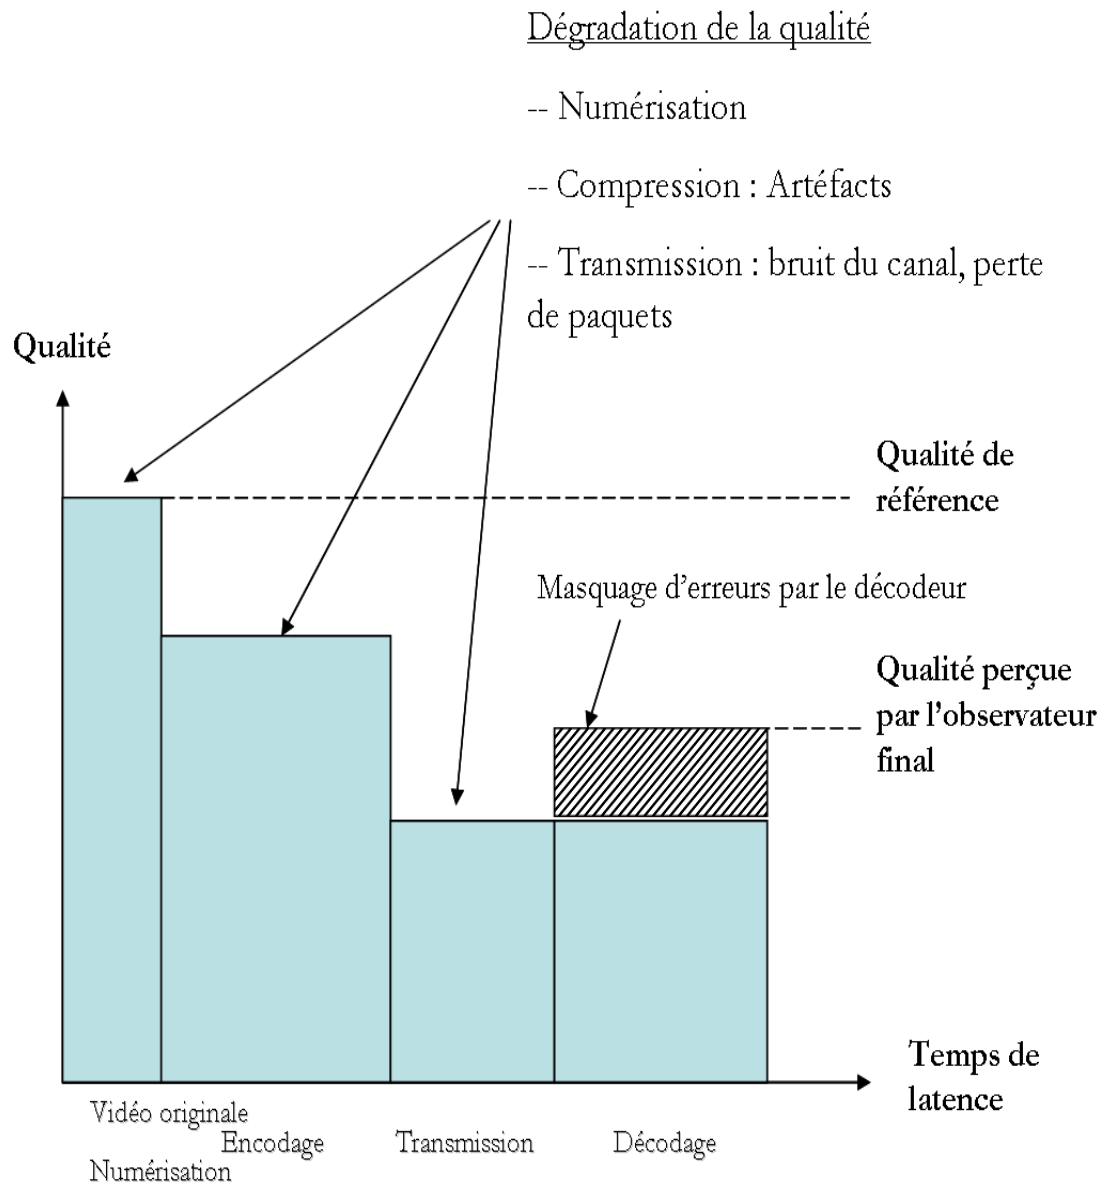 Dégradation de la qualité
-- Numérisation
-- Compression : Artéfacts
-- Transmission : bruit du canal, perte
de paquets
Qualité
Qualité de
référence
Masquage d'erreurs par le décodeur
Qualité perçue
par l'observateur
final
Temps de
latence
Vidéo originale
Numérisation
Encodage
Transmission
Décodage